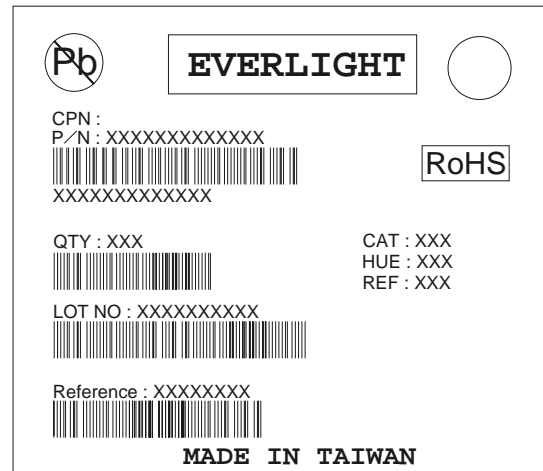 Pb
EVERLIGHT
CPN :
P/N : XXXXXXXXXXXXX
RoHS
XXXXXXXXXXXXX
QTY : XXX
CAT : XXX
HUE : XXX
REF : XXX
LOT NO : XXXXXXXXXX
Reference : XXXXXXXX
MADE IN TAIWAN